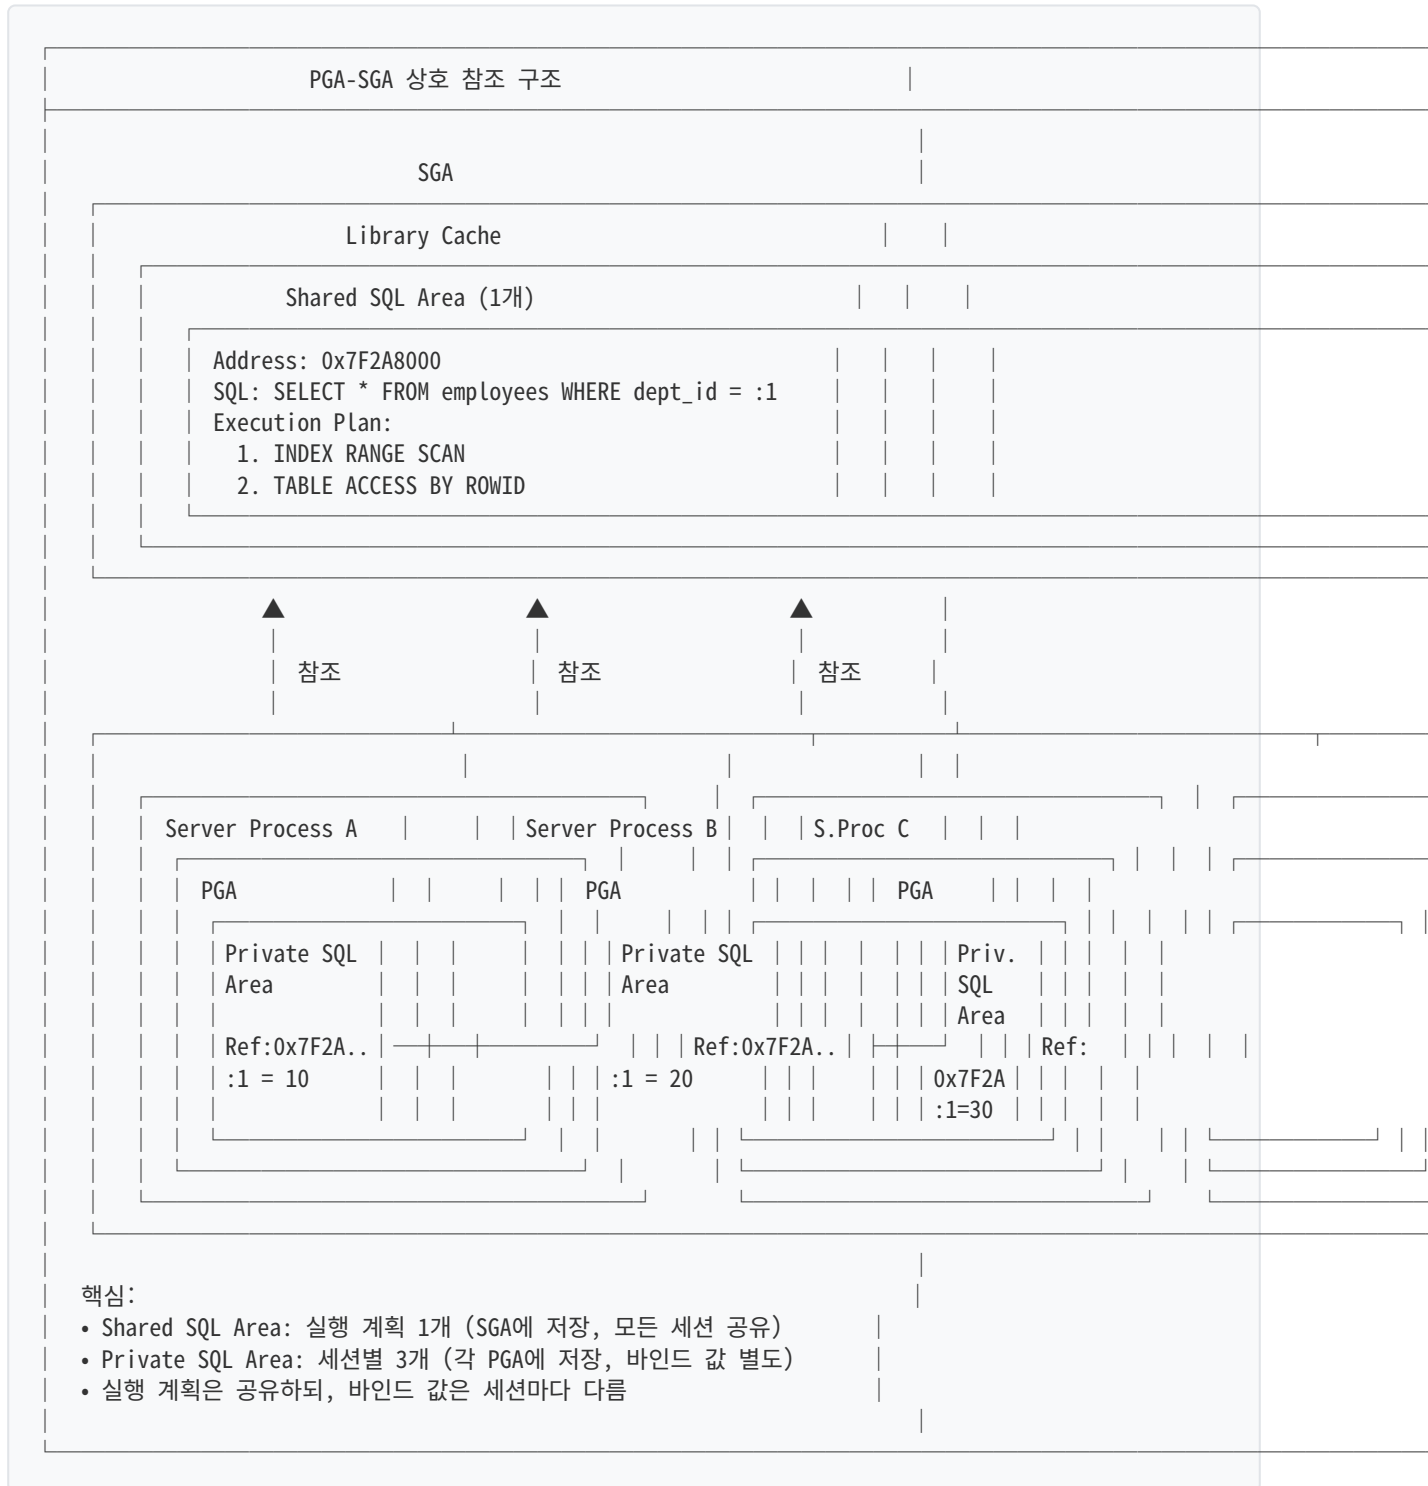 PGA-SGA 상호 참조 구조
SGA
Library Cache
Shared SQL Area (1개)
Address: 0x7F2A8000
SQL: SELECT * FROM employees WHERE dept_id = :1
Execution Plan:
1. INDEX RANGE SCAN
2. TABLE ACCESS BY ROWID
▲ ▲ ▲
참조 참조 참조
Server Process A Server Process B S.Proc C
PGA PGA PGA
Private SQL Private SQL Priv.
Area Area SQL
Area
Ref:0x7F2A.. Ref:0x7F2A.. Ref:
:1 = 10 :1 = 20 0x7F2A
:1=30
핵심:
• Shared SQL Area: 실행 계획 1개 (SGA에 저장, 모든 세션 공유)
• Private SQL Area: 세션별 3개 (각 PGA에 저장, 바인드 값 별도)
• 실행 계획은 공유하되, 바인드 값은 세션마다 다름